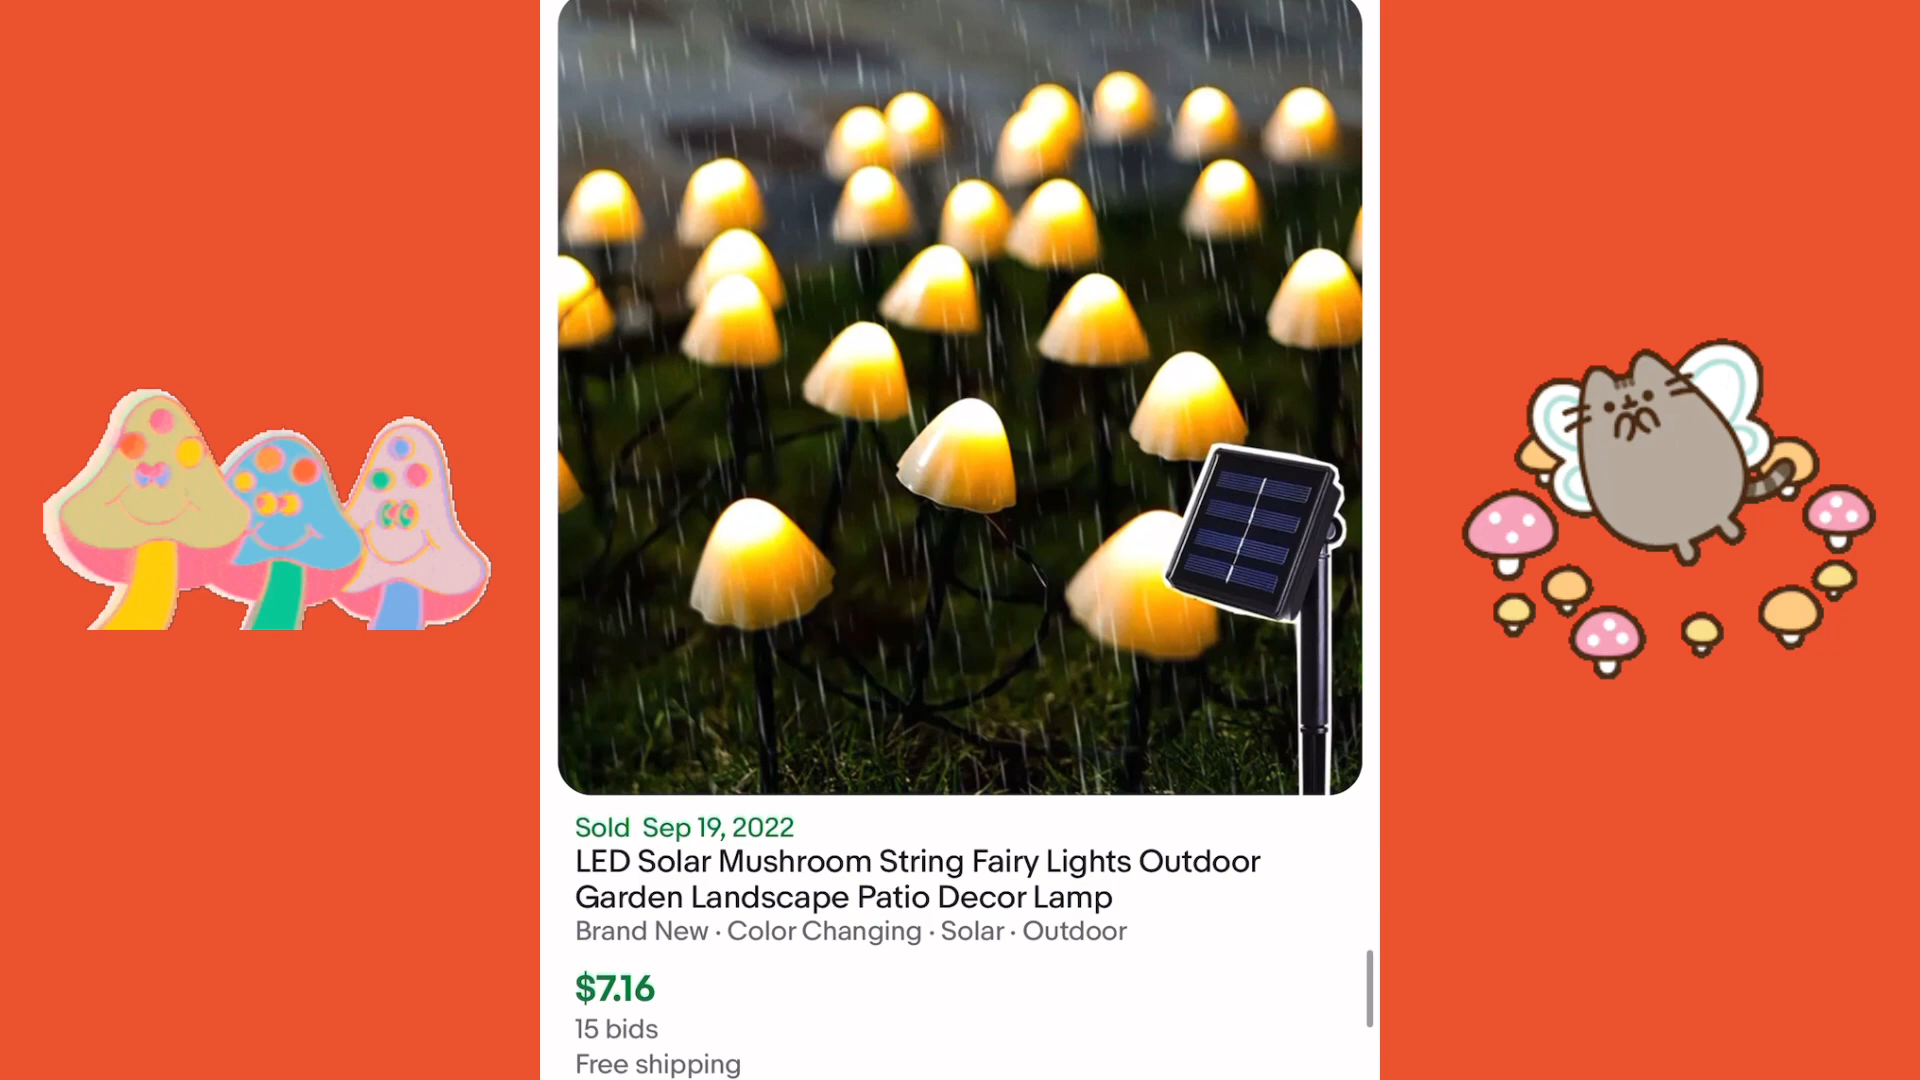 Sold Sep 19, 2022
LED Solar Mushroom String Fairy Lights Outdoor
Garden Landscape Patio Decor Lamp
Brand New · Color Changing · Solar · Outdoor
$7.16
15 bids
Free shipping